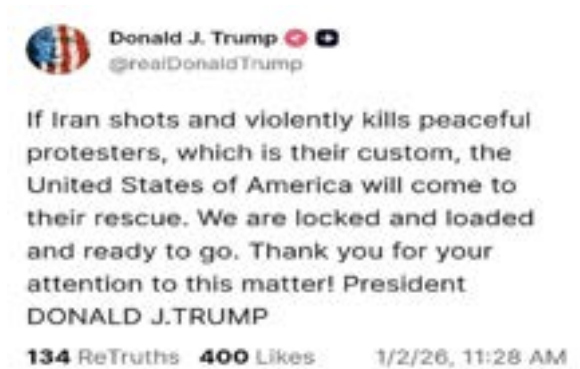 Donald J. Trump
@realDonaldTrump
If Iran shots and violently kills peaceful
protesters, which is their custom, the
United States of America will come to
their rescue. We are locked and loaded
and ready to go. Thank you for your
attention to this matter! President
DONALD J.TRUMP
134 ReTruths 400 Likes 1/2/26, 11:28 AM